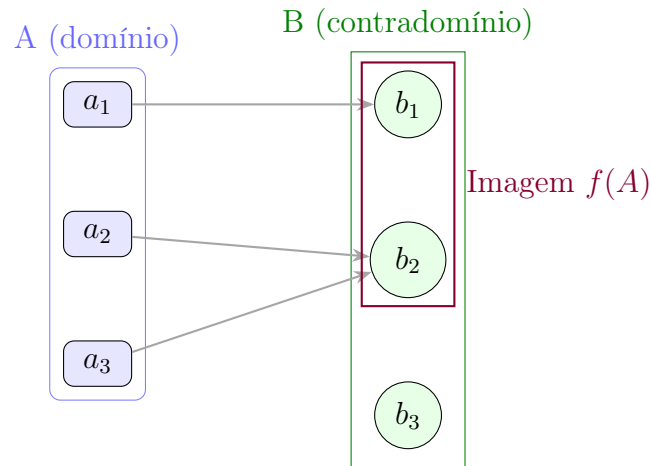 A (domínio)
B (contradomínio)
a₁
b₁
Imagem f(A)
a₂
b₂
a₃
b₃